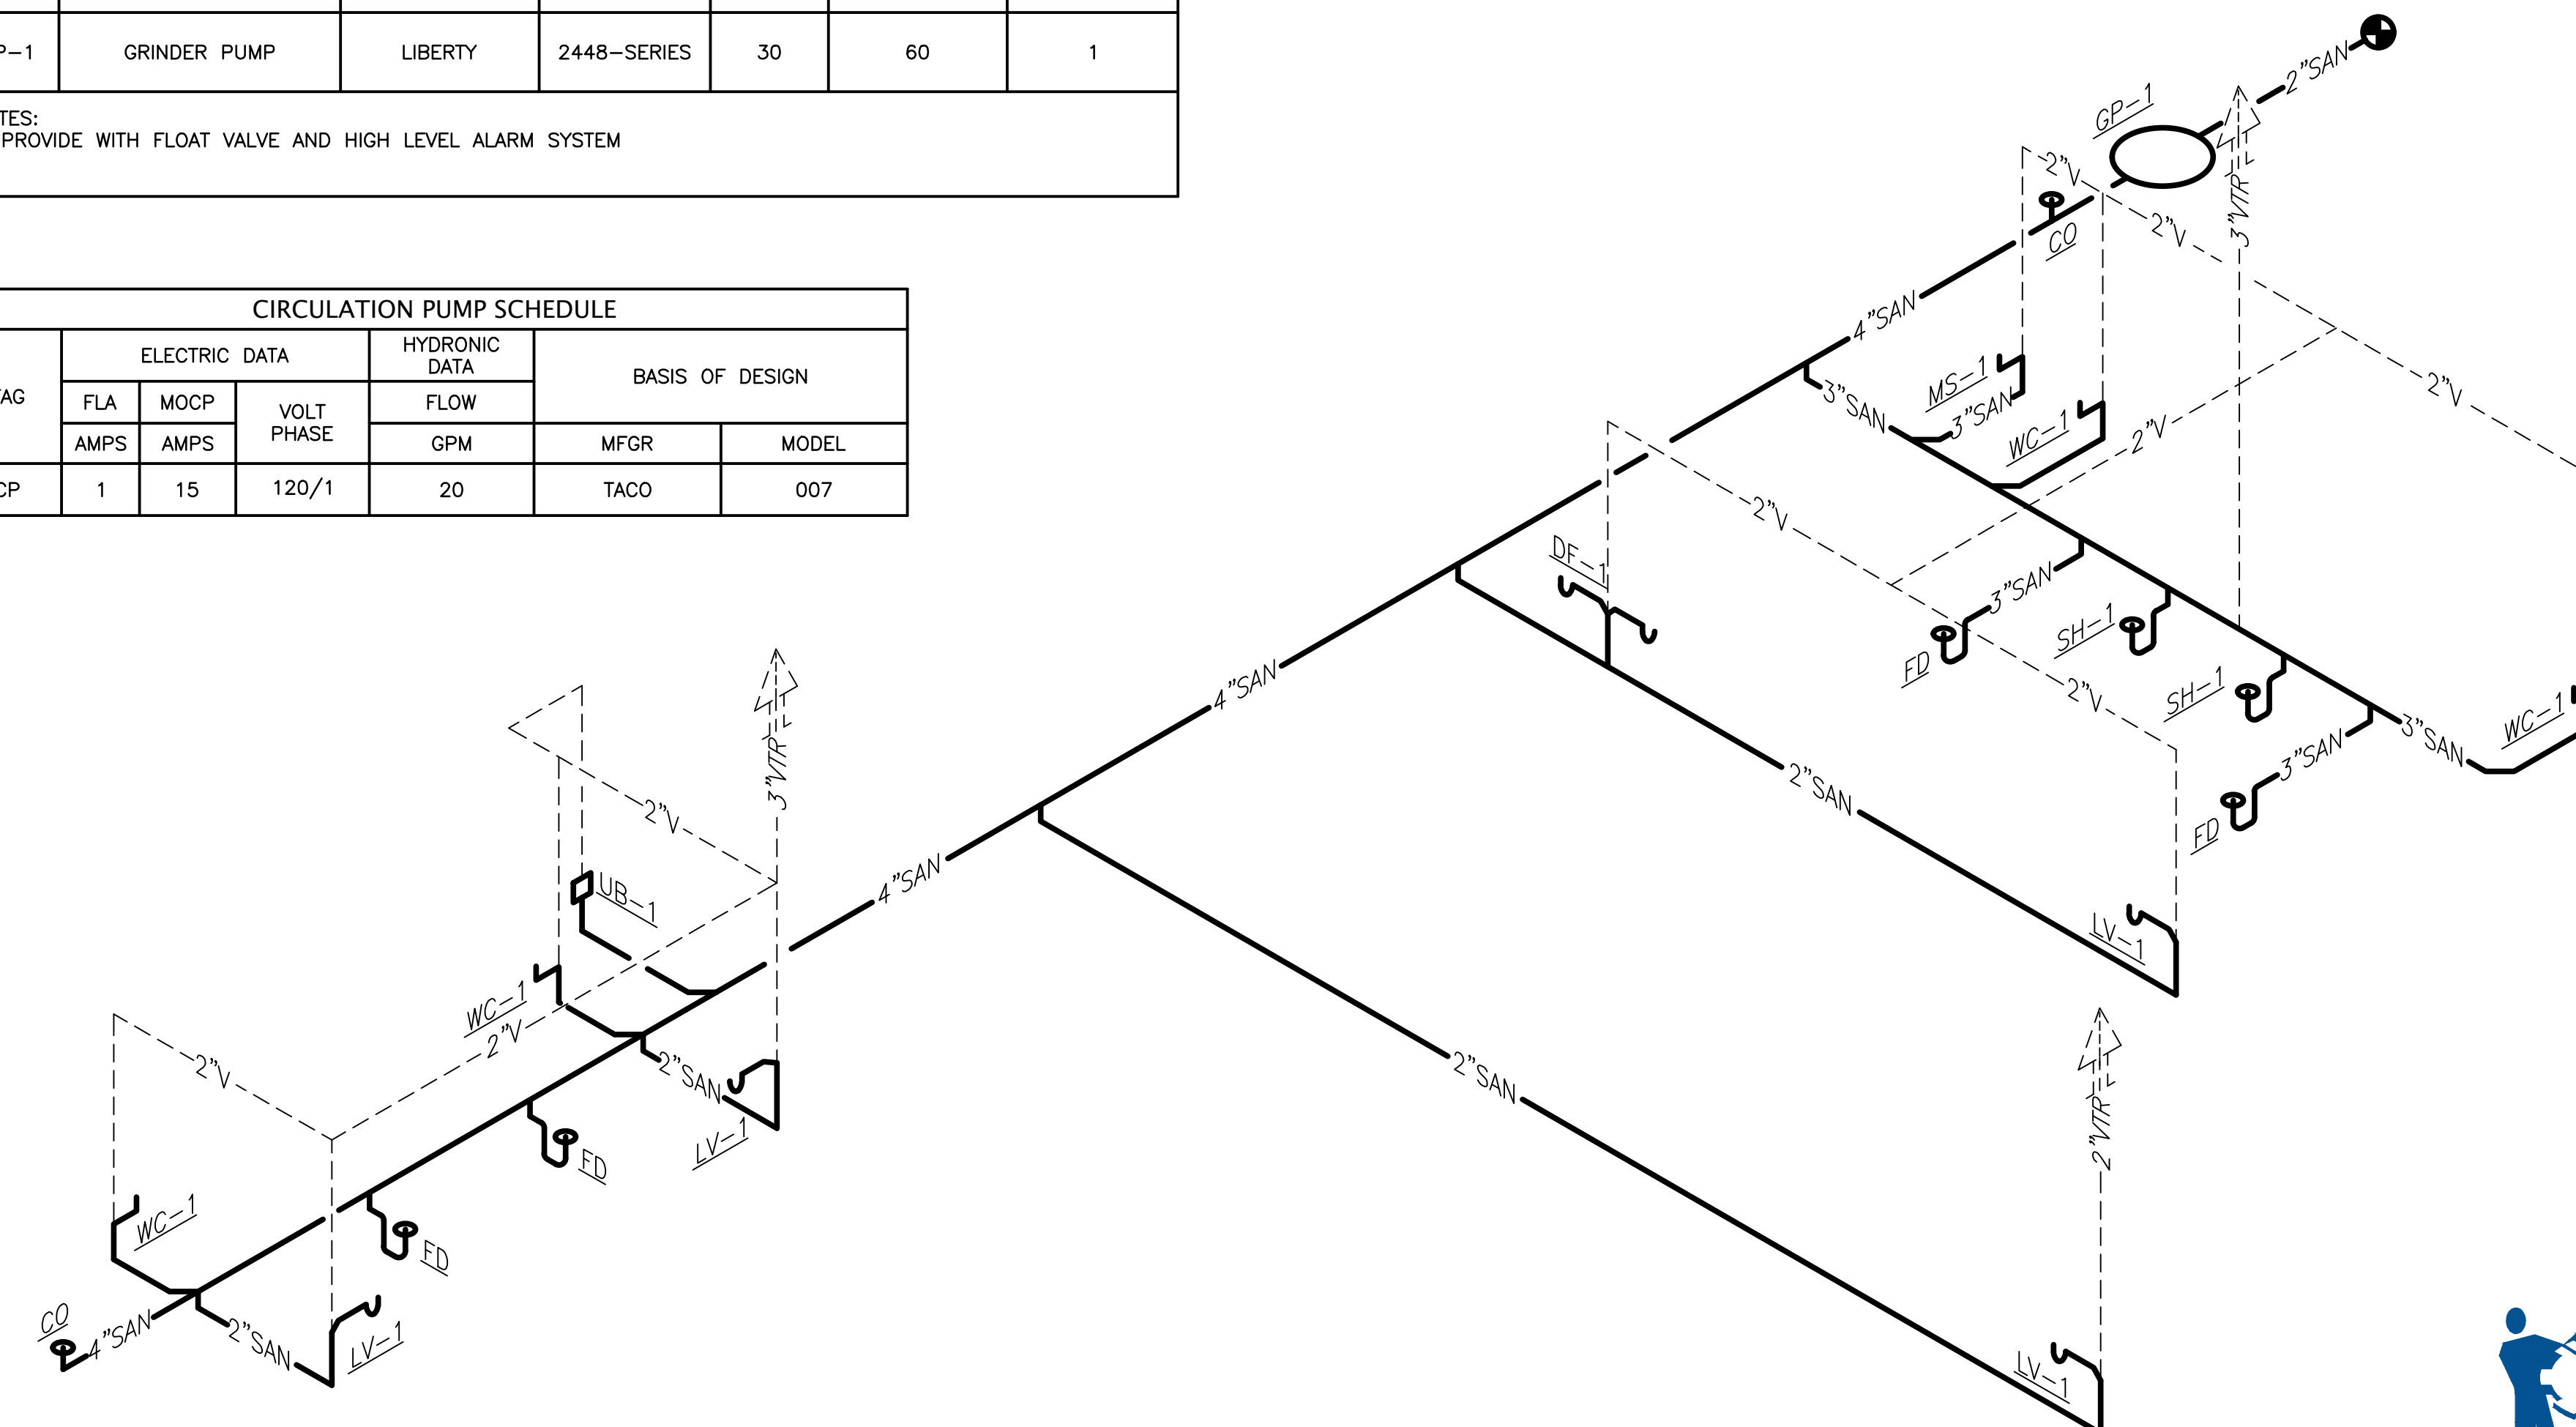 P-1 GRINDER PUMP LIBERTY 2448-SERIES 30 60 1
TES:
PROVIDE WITH FLOAT VALVE AND HIGH LEVEL ALARM SYSTEM
CIRCULATION PUMP SCHEDULE
AG
ELECTRIC DATA
HYDRONIC
DATA
BASIS OF DESIGN
FLA MOCP
VOLT
PHASE
FLOW
AMPS AMPS
GPM MFGR MODEL
CP 1 15 120/1 20 TACO 007
2"SAN
GP-1
2"V
3"VTR
2"V
CO
4"SAN
MS-1
3"SAN
3"SAN
WC-1
2"V
2"V
2"V
DF-1
3"SAN
SH-1
FD
2"V
SH-1
WC-1
3"SAN
3"SAN
FD
4"SAN
3"VTR
2"SAN
2"V
4"SAN
UB-1
LV-1
WC-1
2"V
2"V
2"SAN
2"SAN
2"VTR
LV-1
FD
WC-1
FD
CO
4"SAN
2"SAN
LV-1
LV-1